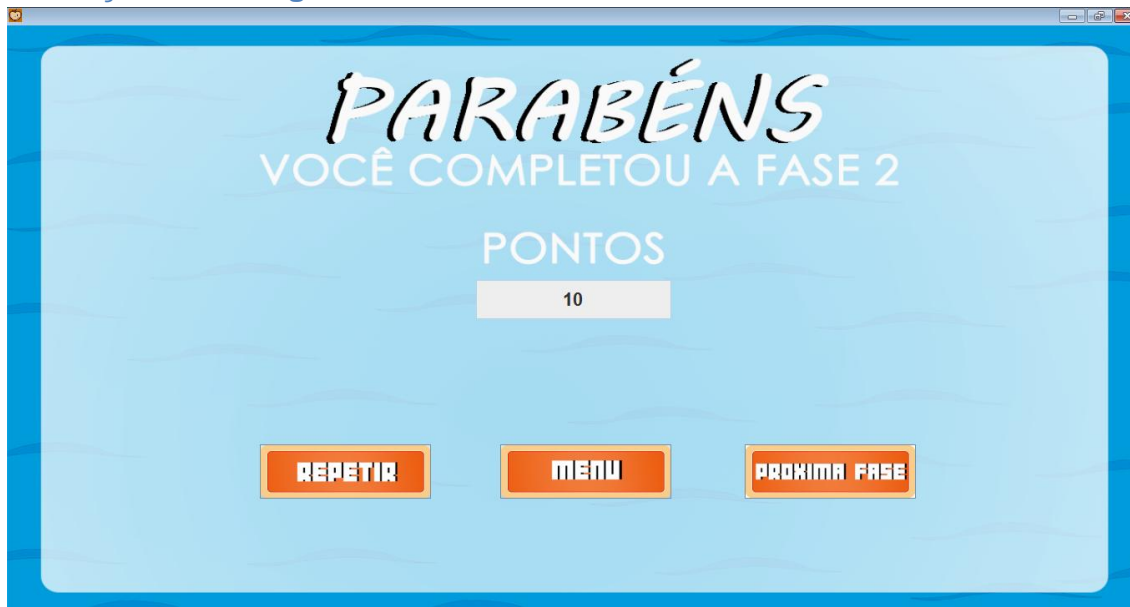 PARABÉNS
VOCÊ COMPLETOU A FASE 2
PONTOS
10
REPETIR
MENU
PROXIMA FASE